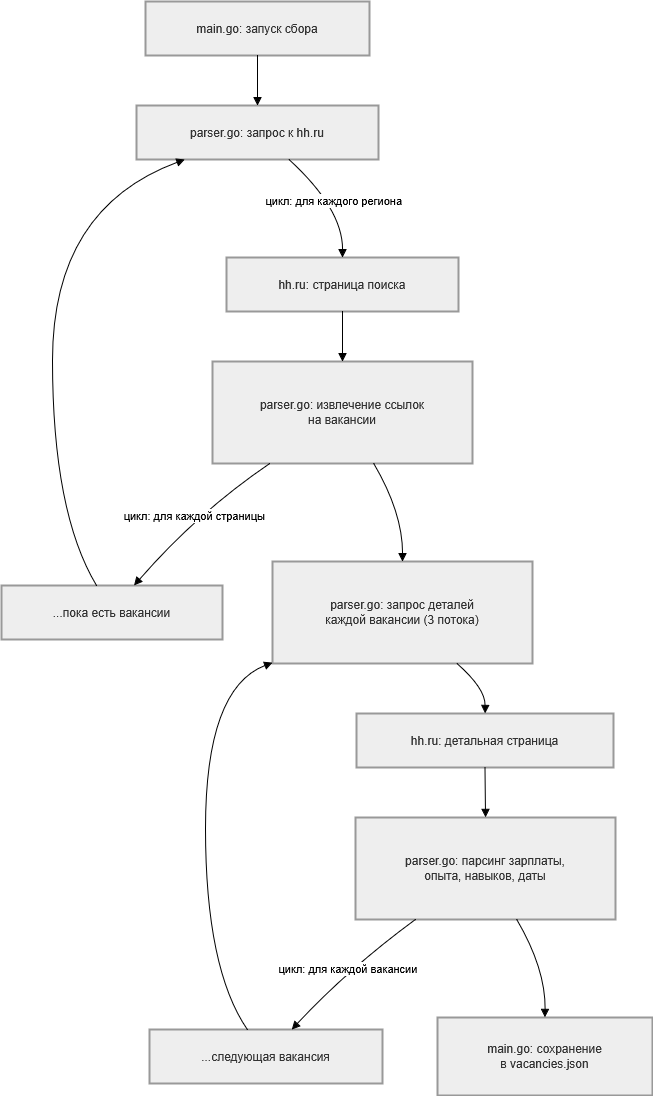 main.go: запуск сбора
parser.go: запрос к hh.ru
цикл: для каждого региона
hh.ru: страница поиска
parser.go: извлечение ссылок
на вакансии
цикл: для каждой страницы
...пока есть вакансии
parser.go: запрос деталей
каждой вакансии (3 потока)
hh.ru: детальная страница
parser.go: парсинг зарплаты,
опыта, навыков, даты
цикл: для каждой вакансии
...следующая вакансия
main.go: сохранение
в vacancies.json